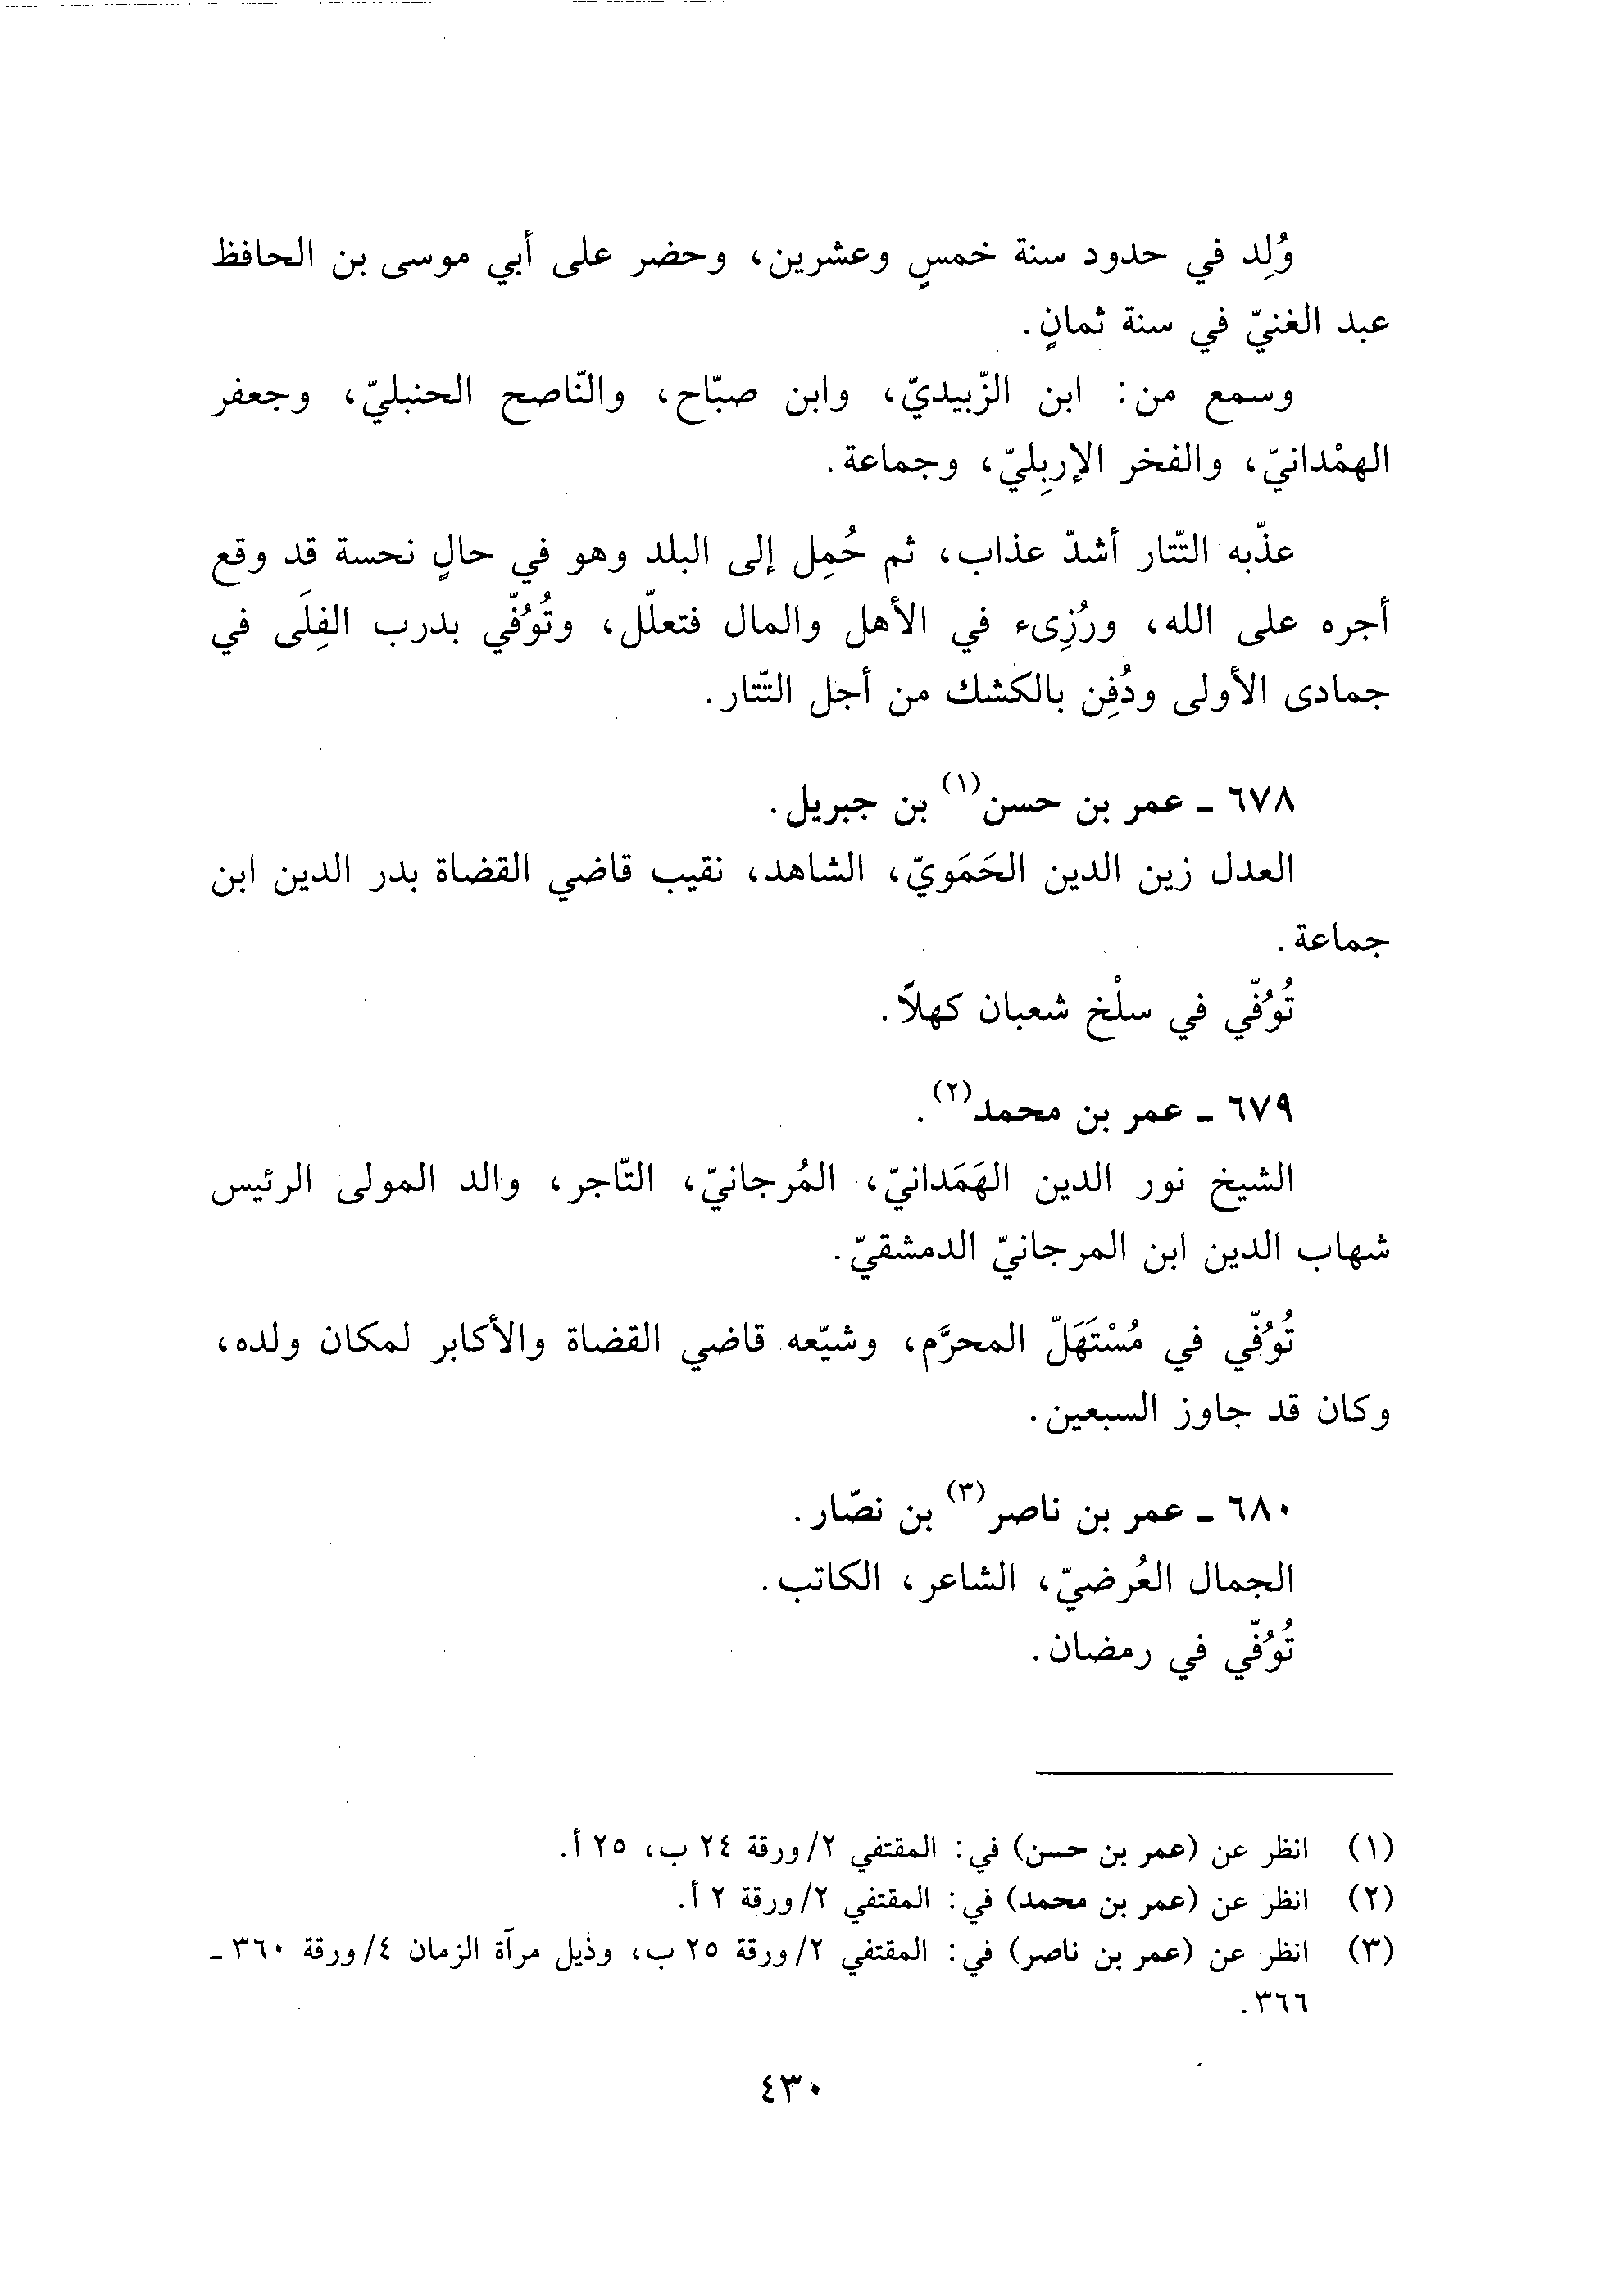 وُلِد في حدود سنة خمسٍ وعشرين، وحضر على أبي موسى بن الحافظ
عبد الغنيّ في سنة ثمانٍ.
وسمع من: ابن الزّبيديّ، وابن صبّاح، والنّاصح الحنبليّ، وجعفر
الهمْدانيّ، والفخر الإربِليّ، وجماعة.
عذّبه التّتار أشدّ عذاب، ثم حُمِل إلى البلد وهو في حالٍ نحسة قد وقع
أجره على الله، ورُزِىء في الأهل والمال فتعلّل، وتُوُفّي بدرب الفِلَى في
جمادى الأولى ودُفِن بالكشك من أجل التّتار.
٦٧٨ ـ عمر بن حسن(١) بن جبريل.
العدل زين الدين الحَمَويّ، الشاهد، نقيب قاضي القضاة بدر الدين ابن
جماعة.
تُوُفّي في سلْخ شعبان كهلاً.
٦٧٩ ـ عمر بن محمد(٢).
الشيخ نور الدين الهَمَدانيّ، المُرجانيّ، التّاجر، والد المولى الرئيس
شهاب الدين ابن المرجانيّ الدمشقيّ.
تُوُفّي في مُسْتَهَلّ المحرَّم، وشيّعه قاضي القضاة والأكابر لمكان ولده،
وكان قد جاوز السبعين.
٦٨٠ ـ عمر بن ناصر(٣) بن نصّار.
الجمال العُرضيّ، الشاعر، الكاتب.
تُوُفّي في رمضان.
(١) انظر عن (عمر بن حسن) في: المقتفي ٢/ورقة ٢٤ ب، ٢٥ أ.
(٢) انظر عن (عمر بن محمد) في: المقتفي ٢/ورقة ٢ أ.
(٣) انظر عن (عمر بن ناصر) في: المقتفي ٢/ورقة ٢٥ ب، وذيل مرآة الزمان ٤/ورقة ٣٦٠ ـ
٣٦٦.
٤٣٠